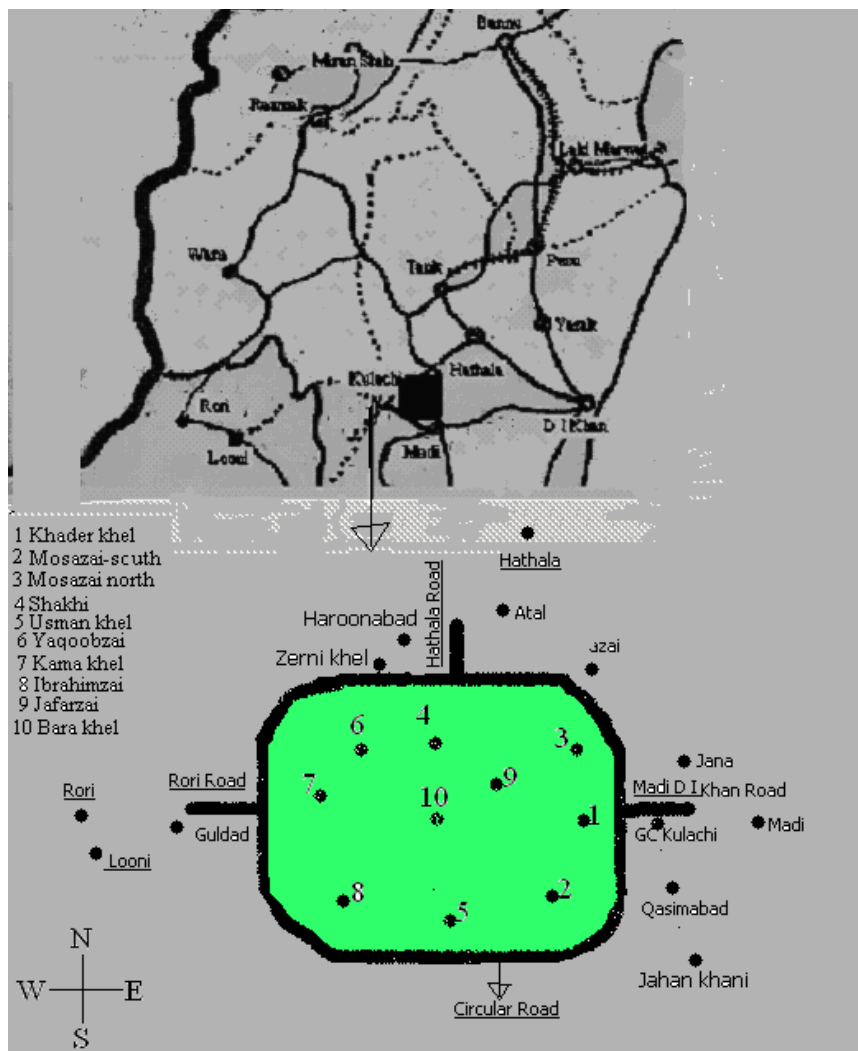 Bannu
Miran Shah
Razmak
Laki Marwat
Wana
Tank
Pezu
Yarak
Kulachi
Hathala
Rori
D I Khan
Looni
Madi
1 Khader khel
2 Mosazai-scuth
3 Mosazai north
4 Shakhi
5 Usman khel
6 Yaqoobzai
7 Kama khel
8 Ibrahimzai
9 Jafarzai
10 Bara khel
Hathala
Hathala Road
Atal
Haroonabad
Zerni khel
azai
4
6
3
Jana
Rori Road
7
9
Madi D I Khan Road
Rori
10
1
Guldad
GC Kulachi
Madi
Looni
8
2
Qasimabad
5
N
W
E
S
Jahan khani
Circular Road